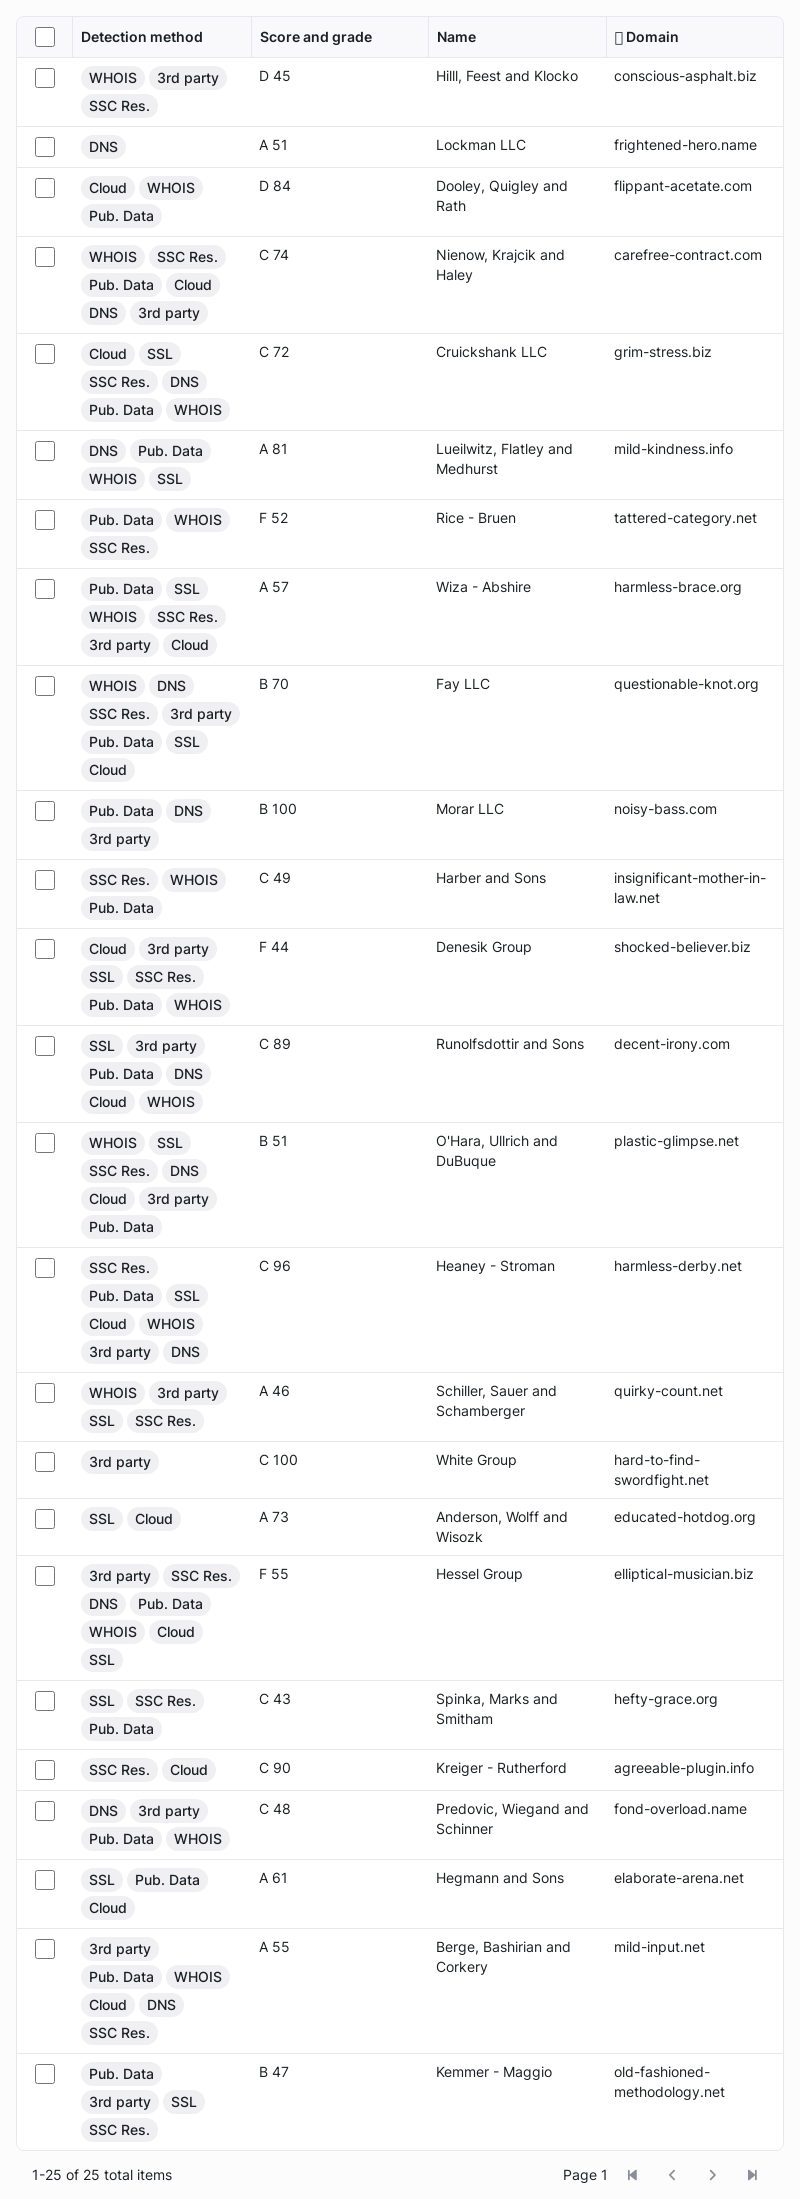 Detection method Score and grade Name Domain
WHOIS 3rd party D 45 Hilll, Feest and Klocko conscious-asphalt.biz
SSC Res.
DNS A 51 Lockman LLC frightened-hero.name
Cloud WHOIS D 84 Dooley, Quigley and flippant-acetate.com
Pub. Data Rath
WHOIS SSC Res. C 74 Nienow, Krajcik and carefree-contract.com
Pub. Data Cloud Haley
DNS 3rd party
Cloud SSL C 72 Cruickshank LLC grim-stress.biz
SSC Res. DNS
Pub. Data WHOIS
DNS Pub. Data A 81 Lueilwitz, Flatley and mild-kindness.info
WHOIS SSL Medhurst
Pub. Data WHOIS F 52 Rice - Bruen tattered-category.net
SSC Res.
Pub. Data SSL A 57 Wiza - Abshire harmless-brace.org
WHOIS SSC Res.
3rd party Cloud
WHOIS DNS B 70 Fay LLC questionable-knot.org
SSC Res. 3rd party
Pub. Data SSL
Cloud
Pub. Data DNS B 100 Morar LLC noisy-bass.com
3rd party
SSC Res. WHOIS C 49 Harber and Sons insignificant-mother-in-
Pub. Data law.net
Cloud 3rd party F 44 Denesik Group shocked-believer.biz
SSL SSC Res.
Pub. Data WHOIS
SSL 3rd party C 89 Runolfsdottir and Sons decent-irony.com
Pub. Data DNS
Cloud WHOIS
WHOIS SSL B 51 O'Hara, Ullrich and plastic-glimpse.net
SSC Res. DNS DuBuque
Cloud 3rd party
Pub. Data
SSC Res. C 96 Heaney - Stroman harmless-derby.net
Pub. Data SSL
Cloud WHOIS
3rd party DNS
WHOIS 3rd party A 46 Schiller, Sauer and quirky-count.net
SSL SSC Res. Schamberger
3rd party C 100 White Group hard-to-find-
swordfight.net
SSL Cloud A 73 Anderson, Wolff and educated-hotdog.org
Wisozk
3rd party SSC Res. F 55 Hessel Group elliptical-musician.biz
DNS Pub. Data
WHOIS Cloud
SSL
SSL SSC Res. C 43 Spinka, Marks and hefty-grace.org
Pub. Data Smitham
SSC Res. Cloud C 90 Kreiger - Rutherford agreeable-plugin.info
DNS 3rd party C 48 Predovic, Wiegand and fond-overload.name
Pub. Data WHOIS Schinner
SSL Pub. Data A 61 Hegmann and Sons elaborate-arena.net
Cloud
3rd party A 55 Berge, Bashirian and mild-input.net
Pub. Data WHOIS Corkery
Cloud DNS
SSC Res.
Pub. Data B 47 Kemmer - Maggio old-fashioned-
3rd party SSL methodology.net
SSC Res.
1-25 of 25 total items Page 1